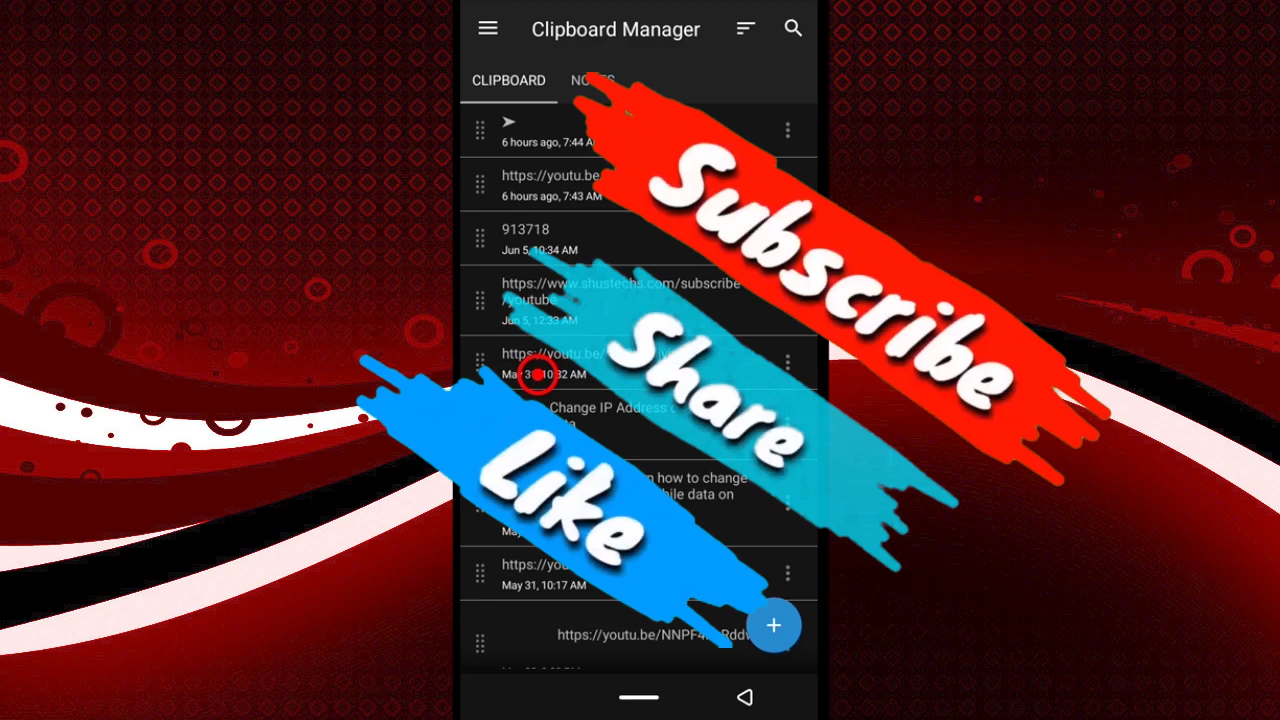 Clipboard Manager
CLIPBOARD
6 hours ago, 7:44
https://youtu.be
6 hours ago, 7:43 AM
913718
Jun 5, 10:34 AM
https://www.shustechs.com/subscribe
/youtube
Jun 5, 12:33 AM
https://youtu.be/
May 31, 10:32 AM
Change IP Address
how to change
data on
https://you
May 31, 10:17 AM
https://youtu.be/NNPF4
Subscribe
Share
Like
+